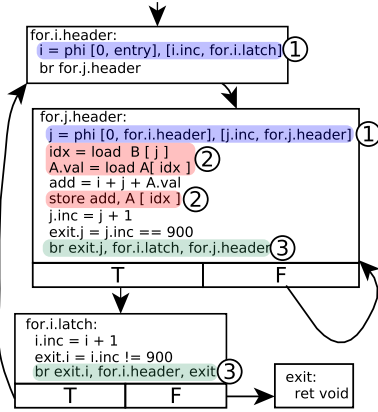 for.i.header:
i = phi [0, entry], [i.inc, for.i.latch] 1
br for.j.header
for.j.header:
j = phi [0, for.i.header], [j.inc, for.j.header] 1
idx = load B [ j ]
A.val = load A[ idx ] 2
add = i + j + A.val
store add, A [ idx ] 2
j.inc = j + 1
exit.j = j.inc == 900
br exit.j, for.i.latch, for.j.header 3
T F
for.i.latch:
i.inc = i + 1
exit.i = i.inc != 900
br exit.i, for.i.header, exit 3
T F
exit:
ret void